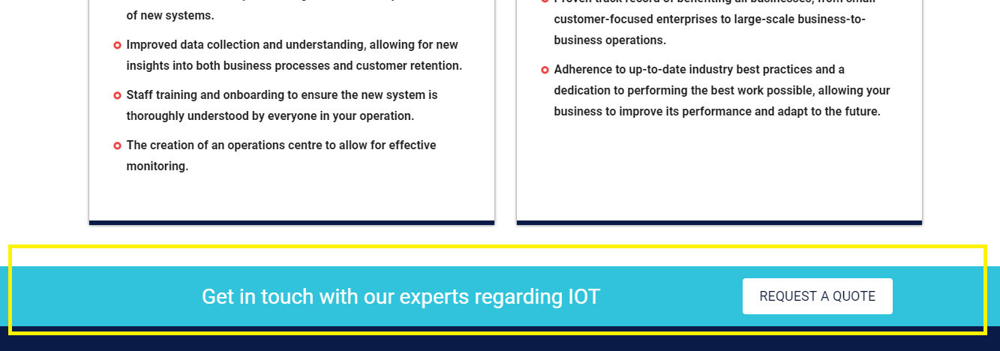 of new systems.
Improved data collection and understanding, allowing for new
insights into both business processes and customer retention.
Staff training and onboarding to ensure the new system is
thoroughly understood by everyone in your operation.
The creation of an operations centre to allow for effective
monitoring.
Proven track record of benefiting all businesses, from small
customer-focused enterprises to large-scale business-to-
business operations.
Adherence to up-to-date industry best practices and a
dedication to performing the best work possible, allowing your
business to improve its performance and adapt to the future.
Get in touch with our experts regarding IOT
REQUEST A QUOTE